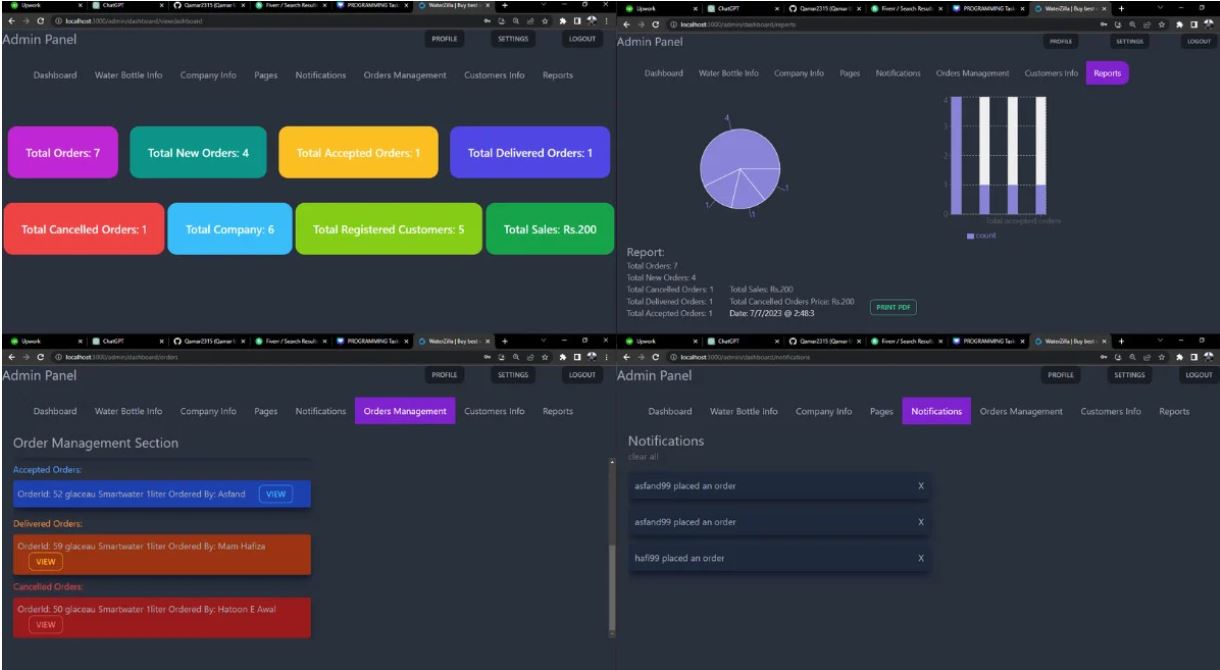 Upwork ChatGPT Qamar2315 (Qamar Fiverr / Search Results PROGRAMMING Task WaterZilla | Buy best
localhost:3000/admin/dashboard/viewdashboard
Admin Panel PROFILE SETTINGS LOGOUT
Dashboard Water Bottle Info Company Info Pages Notifications Orders Management Customers Info Reports
Total Orders: 7 Total New Orders: 4 Total Accepted Orders: 1 Total Delivered Orders: 1
Total Cancelled Orders: 1 Total Company: 6 Total Registered Customers: 5 Total Sales: Rs.200
Upwork ChatGPT Qamar2315 (Qamar Fiverr / Search Result PROGRAMMING Task WaterZilla | Buy best
localhost:3000/admin/dashboard/reports
Admin Panel PROFILE SETTINGS LOGOUT
Dashboard Water Bottle Info Company Info Pages Notifications Orders Management Customers Info Reports
4
1
1
1
4
3
2
1
0
Total accepted orders
count
Report:
Total Orders: 7
Total New Orders: 4
Total Cancelled Orders: 1 Total Sales: Rs.200
Total Delivered Orders: 1 Total Cancelled Orders Price: Rs.200
Total Accepted Orders: 1 Date: 7/7/2023 @ 2:48:3
PRINT PDF
Upwork ChatGPT Qamar2315 (Qamar Fiverr / Search Results PROGRAMMING Task WaterZilla | Buy best
localhost:3000/admin/dashboard/orders
Admin Panel PROFILE SETTINGS LOGOUT
Dashboard Water Bottle Info Company Info Pages Notifications Orders Management Customers Info Reports
Order Management Section
Accepted Orders:
OrderId: 52 glaceau Smartwater 1liter Ordered By: Asfand VIEW
Delivered Orders:
OrderId: 59 glaceau Smartwater 1liter Ordered By: Mam Hafiza
VIEW
Cancelled Orders:
OrderId: 50 glaceau Smartwater 1liter Ordered By: Hatoon E Awal
VIEW
Upwork ChatGPT Qamar2315 (Qamar Fiverr / Search Results PROGRAMMING Task WaterZilla | Buy best
localhost:3000/admin/dashboard/notifications
Admin Panel PROFILE SETTINGS LOGOUT
Dashboard Water Bottle Info Company Info Pages Notifications Orders Management Customers Info Reports
Notifications
clear all
asfand99 placed an order X
asfand99 placed an order X
hafi99 placed an order X